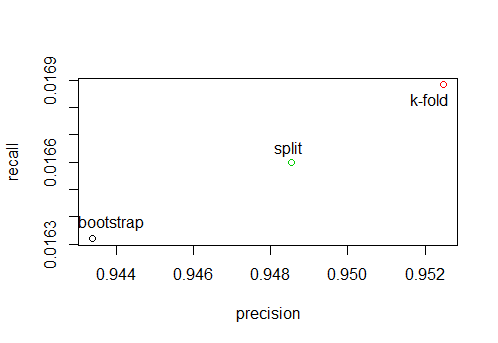 0.0169
0.0166
0.0163
recall
k-fold
split
bootstrap
0.944 0.946 0.948 0.950 0.952
precision